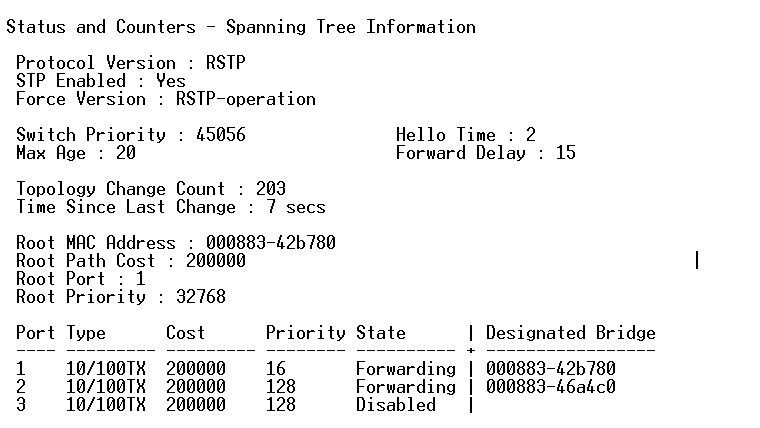 Status and Counters - Spanning Tree Information
Protocol Version : RSTP
STP Enabled : Yes
Force Version : RSTP-operation
Switch Priority : 45056 Hello Time : 2
Max Age : 20 Forward Delay : 15
Topology Change Count : 203
Time Since Last Change : 7 secs
Root MAC Address : 000883-42b780
Root Path Cost : 200000
Root Port : 1
Root Priority : 32768
Port Type Cost Priority State | Designated Bridge
---- --------- --------- -------- ---------- + -----------------
1 10/100TX 200000 16 Forwarding | 000883-42b780
2 10/100TX 200000 128 Forwarding | 000883-46a4c0
3 10/100TX 200000 128 Disabled |